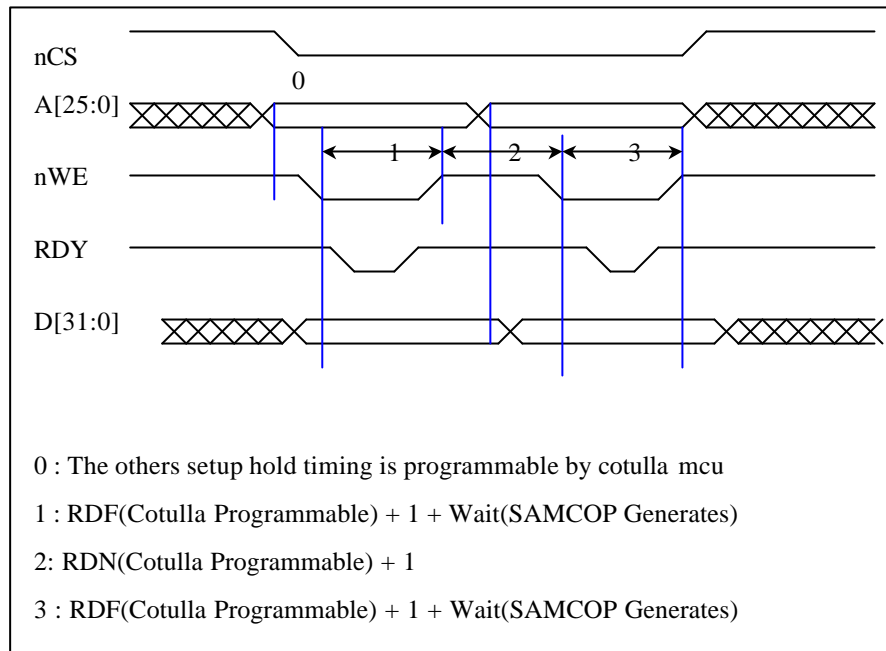 nCS
0
A[25:0]
1 2 3
nWE
RDY
D[31:0]
0 : The others setup hold timing is programmable by cotulla mcu
1 : RDF(Cotulla Programmable) + 1 + Wait(SAMCOP Generates)
2: RDN(Cotulla Programmable) + 1
3 : RDF(Cotulla Programmable) + 1 + Wait(SAMCOP Generates)